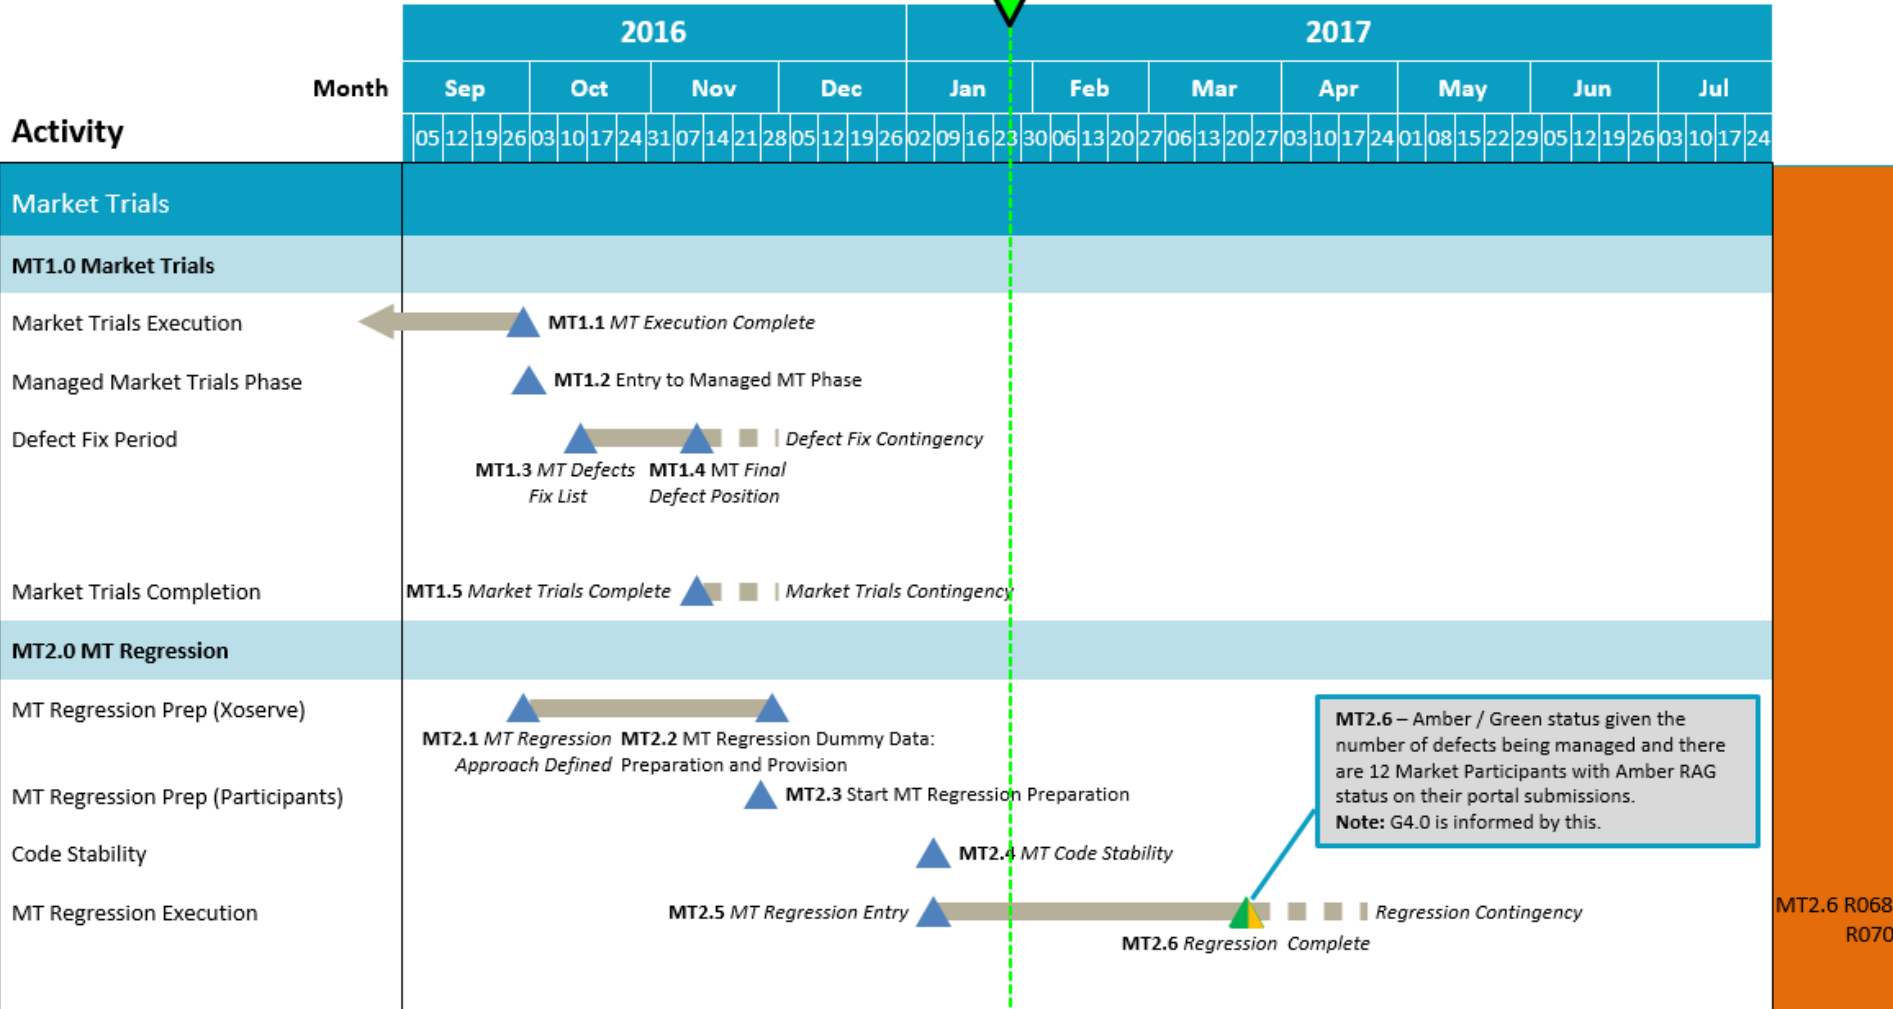 2016 2017
Month Sep Oct Nov Dec Jan Feb Mar Apr May Jun Jul
Activity
05 12 19 26 03 10 17 24 31 07 14 21 28 05 12 19 26 02 09 16 23 30 06 13 20 27 06 13 20 27 03 10 17 24 01 08 15 22 29 05 12 19 26 03 10 17 24
Market Trials
MT1.0 Market Trials
Market Trials Execution
MT1.1 MT Execution Complete
Managed Market Trials Phase
MT1.2 Entry to Managed MT Phase
Defect Fix Period
Defect Fix Contingency
MT1.3 MT Defects
Fix List
MT1.4 MT Final
Defect Position
Market Trials Completion
MT1.5 Market Trials Complete
Market Trials Contingency
MT2.0 MT Regression
MT Regression Prep (Xoserve)
MT2.1 MT Regression
Approach Defined
MT2.2 MT Regression Dummy Data:
Preparation and Provision
MT Regression Prep (Participants)
MT2.3 Start MT Regression Preparation
MT2.6 – Amber / Green status given the
number of defects being managed and there
are 12 Market Participants with Amber RAG
status on their portal submissions.
Note: G4.0 is informed by this.
Code Stability
MT2.4 MT Code Stability
MT Regression Execution
MT2.5 MT Regression Entry
Regression Contingency
MT2.6 Regression Complete
MT2.6 R068
R070